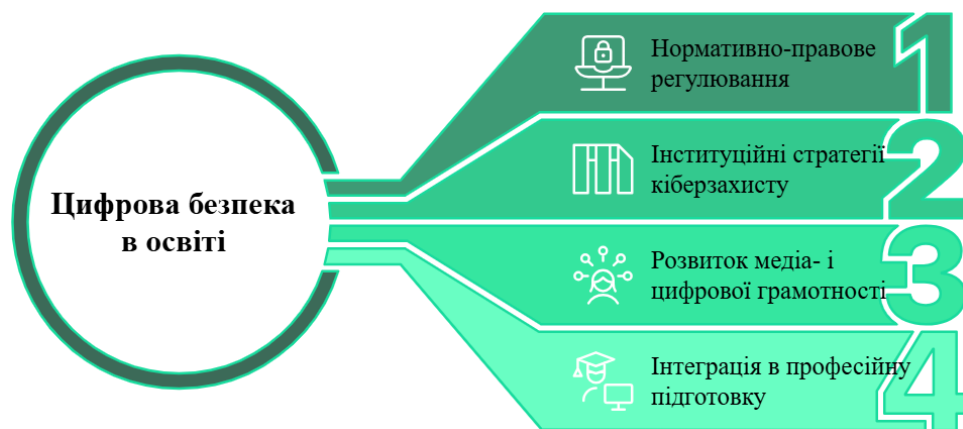 Цифрова безпека
в освіті
Нормативно-правове
регулювання
1
Інституційні стратегії
кіберзахисту
2
Розвиток медіа- і
цифрової грамотності
3
Інтеграція в професійну
підготовку
4